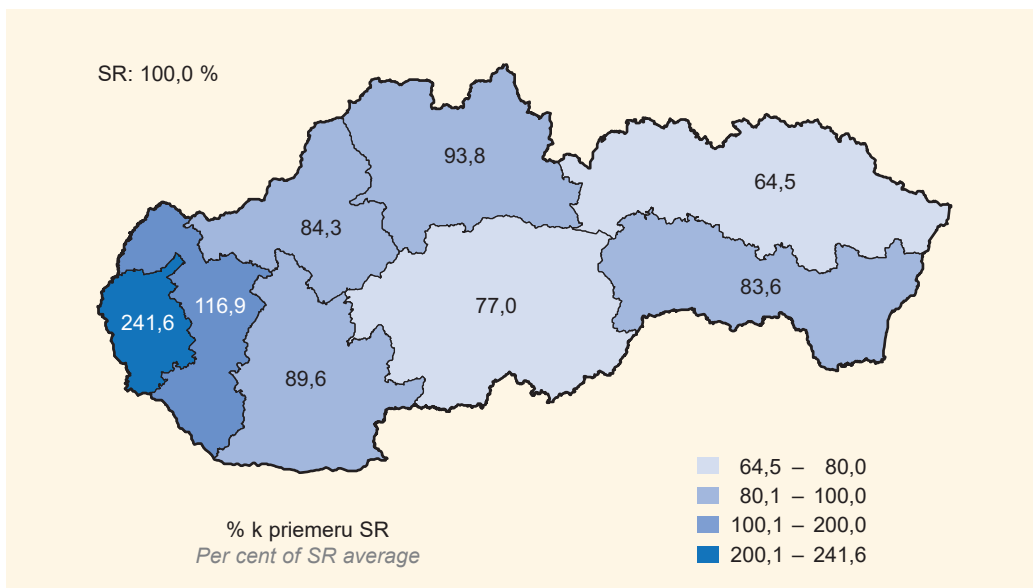 SR: 100,0 %
93,8
64,5
84,3
83,6
116,9
77,0
241,6
89,6
64,5 – 80,0
80,1 – 100,0
100,1 – 200,0
200,1 – 241,6
% k priemeru SR
Per cent of SR average